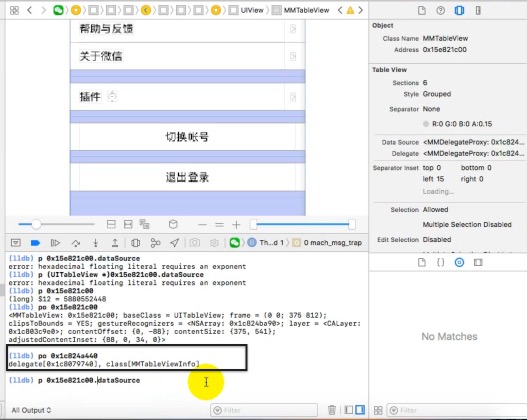 UIView
MMTableView
帮助与反馈
关于微信
插件
切换帐号
退出登录
Th...d 1
0 mach_msg_trap
(lldb) p 0x15e821c00.dataSource
error: hexadecimal floating literal requires an exponent
(lldb) p (UITableView *)0x15e821c00.dataSource
error: hexadecimal floating literal requires an exponent
(lldb) p 0x15e821c00
(long) $12 = 5880552448
(lldb) po 0x15e821c00
<MMTableView: 0x15e821c00; baseClass = UITableView; frame = (0 0; 375 812);
clipsToBounds = YES; gestureRecognizers = <NSArray: 0x1c824ba90>; layer = <CALayer:
0x1c803c9e0>; contentOffset: {0, -88}; contentSize: {375, 541};
adjustedContentInset: {88, 0, 34, 0}>
(lldb) po 0x1c824a440
delegate[0x1c8079740], class[MMTableViewInfo]
(lldb) p 0x15e821c00.dataSource
All Output
Filter
Object
Class Name MMTableView
Address 0x15e821c00
Table View
Sections 6
Style Grouped
Separator None
R:0 G:0 B:0 A:0.15
Data Source <MMDelegateProxy: 0x1c824...
Delegate <MMDelegateProxy: 0x1c824...
Separator Inset top 0 bottom 0
left 15 right 0
Loading...
Selection Allowed
Multiple Selection Disabled
Edit Selection Disabled
No Matches
Filter